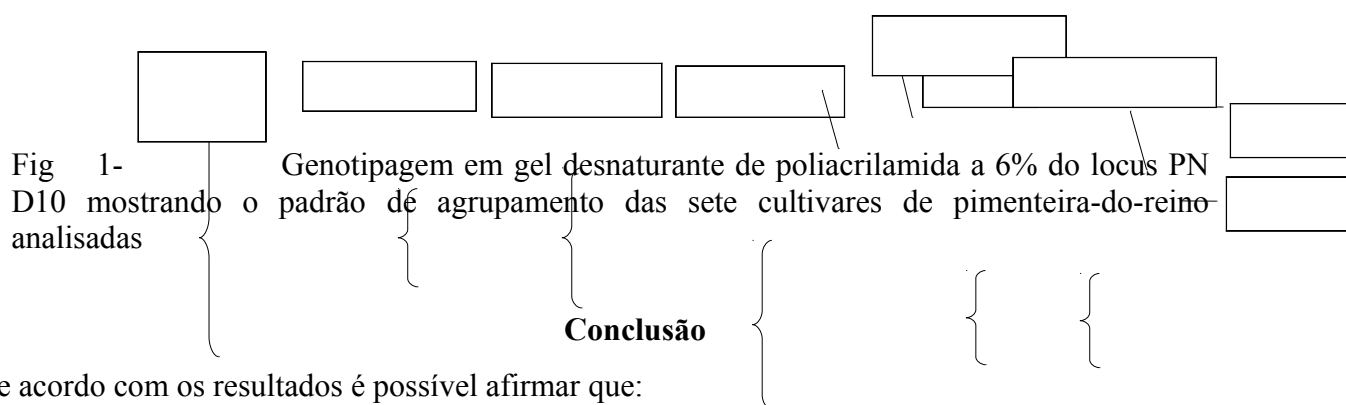 Fig 1- Genotipagem em gel desnaturante de poliacrilamida a 6% do locus PN
D10 mostrando o padrão de agrupamento das sete cultivares de pimenteira-do-reino
analisadas
Conclusão
e acordo com os resultados é possível afirmar que: